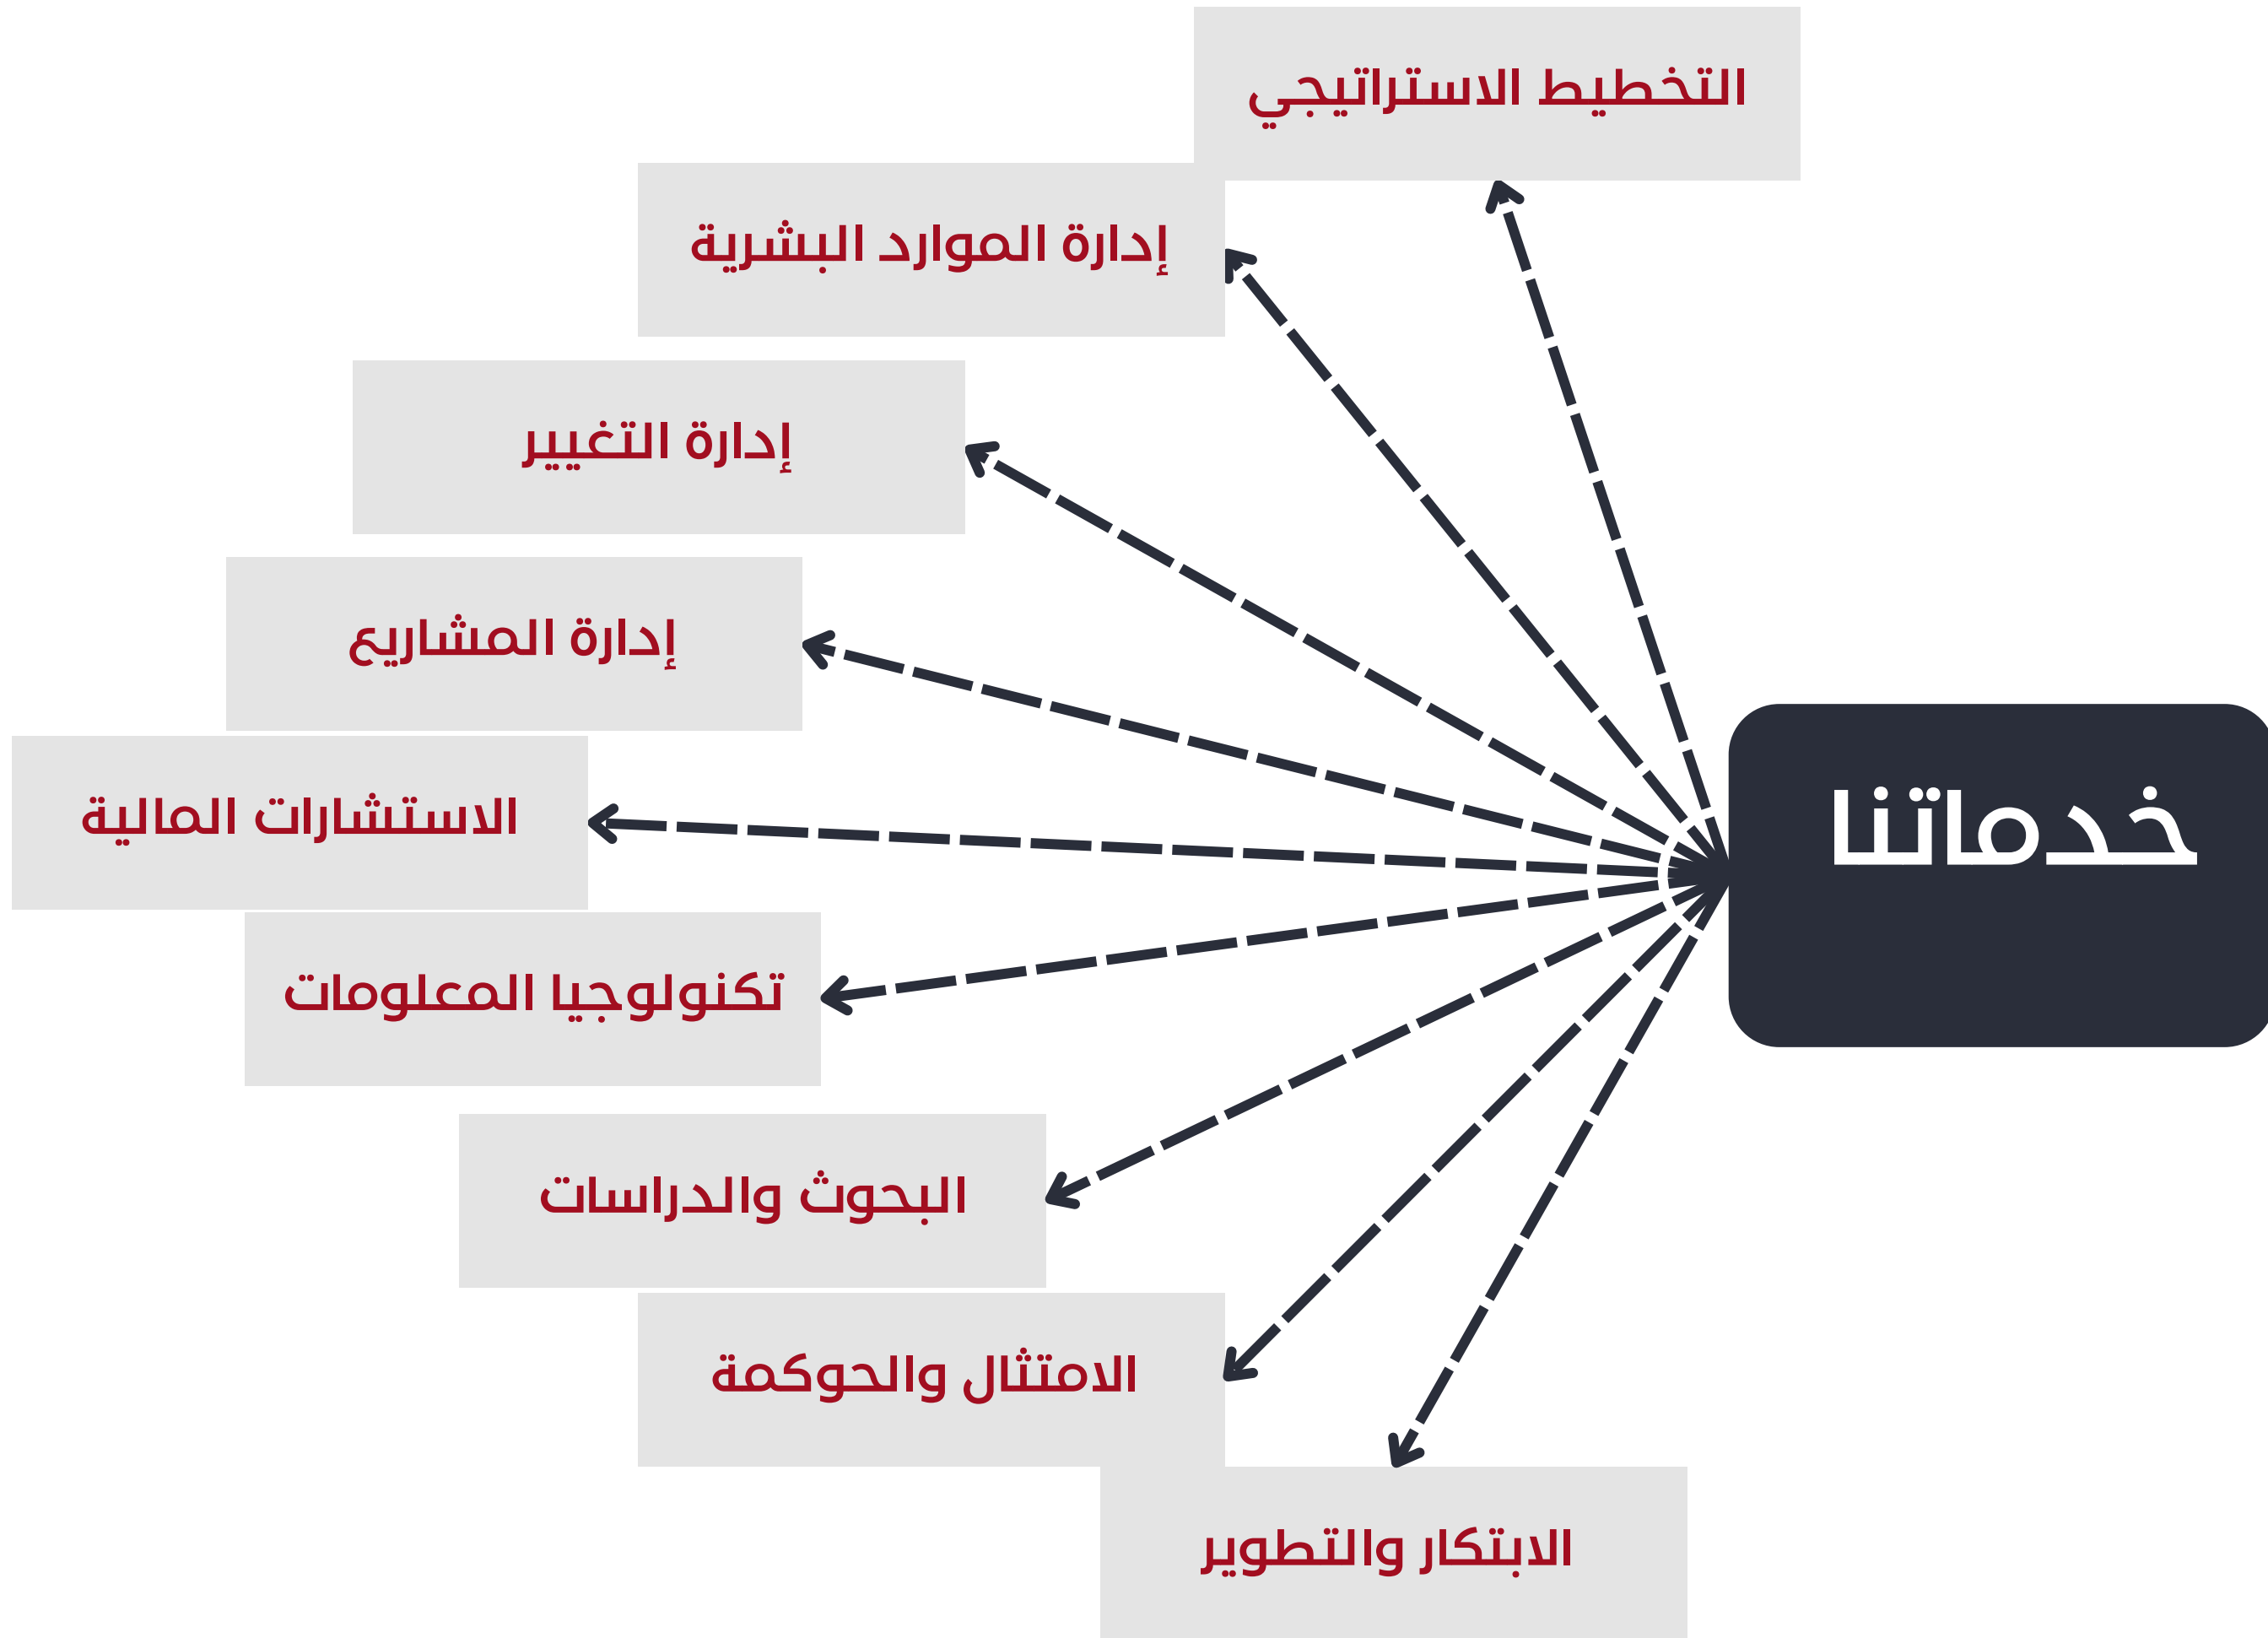 التخطيط الاستراتيجي
إدارة الموارد البشرية
إدارة التغيير
إدارة المشاريع
خدماتنا
الاستشارات المالية
تكنولوجيا المعلومات
البحوث والدراسات
الامتثال والحوكمة
الابتكار والتطوير